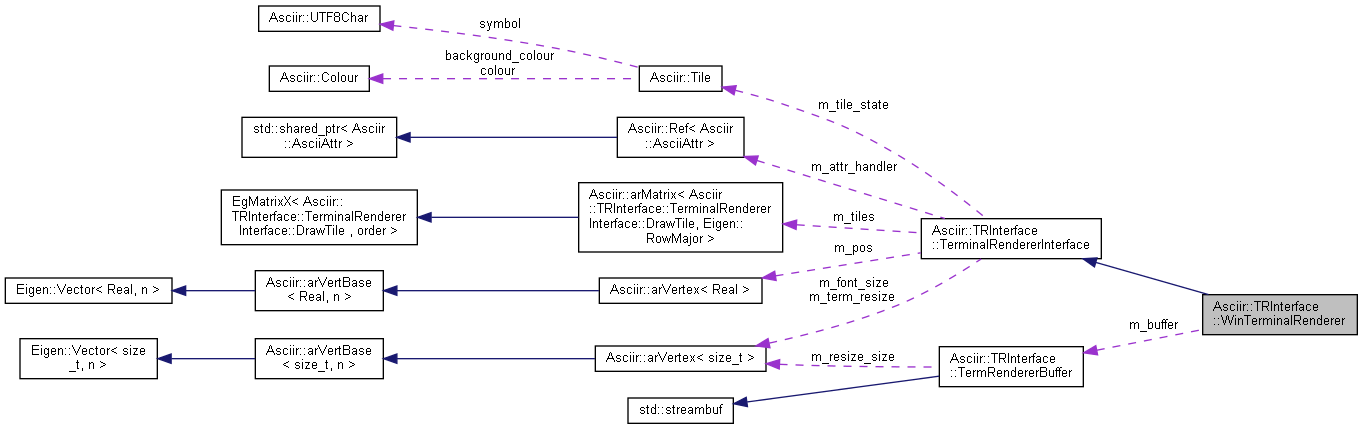 Asciir::UTF8Char
symbol
background_colour
colour
Asciir::Colour
Asciir::Tile
m_tile_state
std::shared_ptr< Asciir
::AsciiAttr >
Asciir::Ref< Asciir
::AsciiAttr >
m_attr_handler
EgMatrixX< Asciir::
TRInterface::TerminalRenderer
Interface::DrawTile , order >
Asciir::arMatrix< Asciir
::TRInterface::TerminalRenderer
Interface::DrawTile, Eigen::
RowMajor >
m_tiles
Asciir::TRInterface
::TerminalRendererInterface
m_pos
Eigen::Vector< Real, n >
Asciir::arVertBase
< Real, n >
Asciir::arVertex< Real >
m_font_size
m_term_resize
Asciir::TRInterface
::WinTerminalRenderer
m_buffer
Eigen::Vector< size
_t, n >
Asciir::arVertBase
< size_t, n >
Asciir::arVertex< size_t >
m_resize_size
Asciir::TRInterface
::TermRendererBuffer
std::streambuf